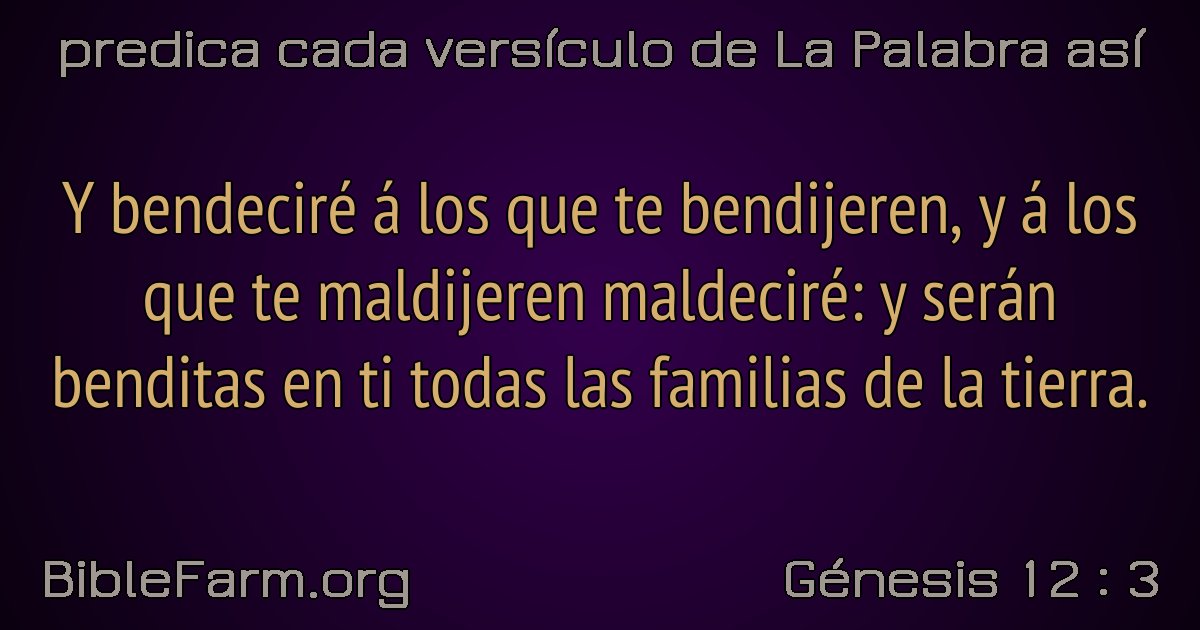 predica cada versículo de La Palabra así
Y bendeciré á los que te bendijeren, y á los
que te maldijeren maldeciré: y serán
benditas en ti todas las familias de la tierra.
BibleFarm.org
Génesis 12 : 3